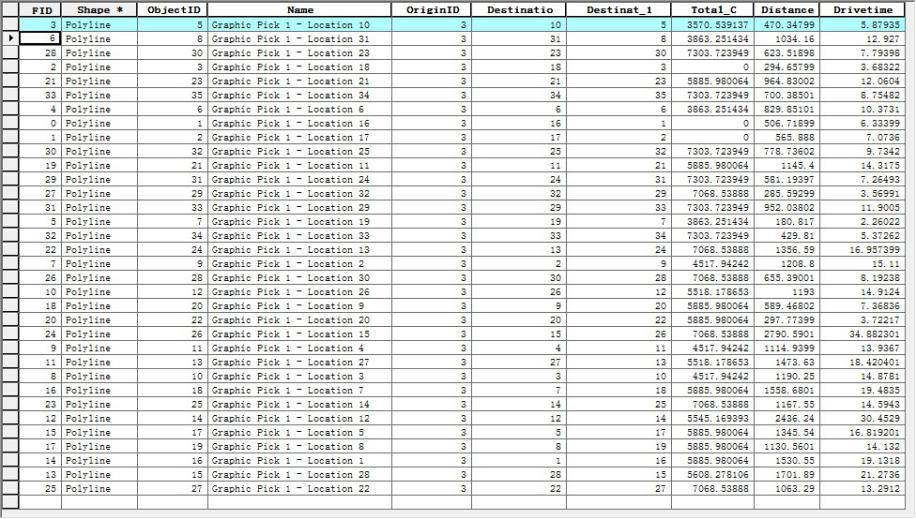 FID Shape * ObjectID Name OriginID Destinatio Destinat_1 Total_C Distance Drivetime
3 Polyline 5 Graphic Pick 1 - Location 10 3 10 5 3570.539137 470.34799 5.87935
6 Polyline 8 Graphic Pick 1 - Location 31 3 31 8 3863.251434 1034.16 12.927
28 Polyline 30 Graphic Pick 1 - Location 23 3 23 30 7303.723949 623.51898 7.79398
2 Polyline 3 Graphic Pick 1 - Location 18 3 18 3 0 294.65799 3.68322
21 Polyline 23 Graphic Pick 1 - Location 21 3 21 23 5885.980064 964.83002 12.0604
33 Polyline 35 Graphic Pick 1 - Location 34 3 34 35 7303.723949 700.38501 8.75482
4 Polyline 6 Graphic Pick 1 - Location 6 3 6 6 3863.251434 829.85101 10.3731
0 Polyline 1 Graphic Pick 1 - Location 16 3 16 1 0 506.71899 6.33399
1 Polyline 2 Graphic Pick 1 - Location 17 3 17 2 0 565.888 7.0736
30 Polyline 32 Graphic Pick 1 - Location 25 3 25 32 7303.723949 778.73602 9.7342
19 Polyline 21 Graphic Pick 1 - Location 11 3 11 21 5885.980064 1145.4 14.3175
29 Polyline 31 Graphic Pick 1 - Location 24 3 24 31 7303.723949 581.19397 7.26493
27 Polyline 29 Graphic Pick 1 - Location 32 3 32 29 7068.53888 285.59299 3.56991
31 Polyline 33 Graphic Pick 1 - Location 29 3 29 33 7303.723949 952.03802 11.9005
5 Polyline 7 Graphic Pick 1 - Location 19 3 19 7 3863.251434 180.817 2.26022
32 Polyline 34 Graphic Pick 1 - Location 33 3 33 34 7303.723949 429.81 5.37262
22 Polyline 24 Graphic Pick 1 - Location 13 3 13 24 7068.53888 1356.59 16.957399
7 Polyline 9 Graphic Pick 1 - Location 2 3 2 9 4517.94242 1208.8 15.11
26 Polyline 28 Graphic Pick 1 - Location 30 3 30 28 7068.53888 655.39001 8.19238
10 Polyline 12 Graphic Pick 1 - Location 26 3 26 12 5518.178653 1193 14.9124
18 Polyline 20 Graphic Pick 1 - Location 9 3 9 20 5885.980064 589.46802 7.36836
20 Polyline 22 Graphic Pick 1 - Location 20 3 20 22 5885.980064 297.77399 3.72217
24 Polyline 26 Graphic Pick 1 - Location 15 3 15 26 7068.53888 2790.5901 34.882301
9 Polyline 11 Graphic Pick 1 - Location 4 3 4 11 4517.94242 1114.9399 13.9367
11 Polyline 13 Graphic Pick 1 - Location 27 3 27 13 5518.178653 1473.63 18.420401
8 Polyline 10 Graphic Pick 1 - Location 3 3 3 10 4517.94242 1190.25 14.8781
16 Polyline 18 Graphic Pick 1 - Location 7 3 7 18 5885.980064 1558.6801 19.4835
23 Polyline 25 Graphic Pick 1 - Location 14 3 14 25 7068.53888 1167.55 14.5943
12 Polyline 14 Graphic Pick 1 - Location 12 3 12 14 5545.169393 2436.24 30.4529
15 Polyline 17 Graphic Pick 1 - Location 5 3 5 17 5885.980064 1345.54 16.819201
17 Polyline 19 Graphic Pick 1 - Location 8 3 8 19 5885.980064 1130.5601 14.132
14 Polyline 16 Graphic Pick 1 - Location 1 3 1 16 5885.980064 1530.55 19.1318
13 Polyline 15 Graphic Pick 1 - Location 28 3 28 15 5608.278106 1701.89 21.2736
25 Polyline 27 Graphic Pick 1 - Location 22 3 22 27 7068.53888 1063.29 13.2912